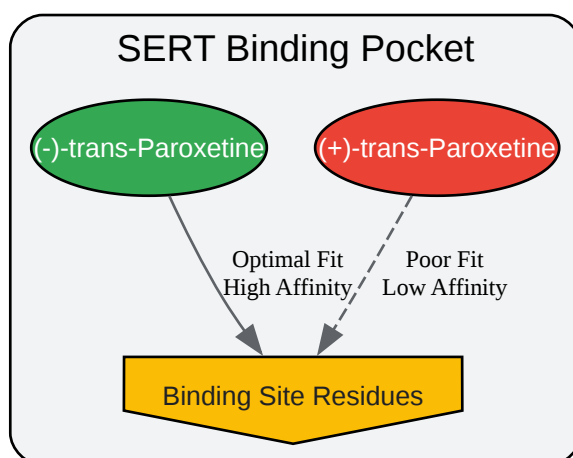 SERT Binding Pocket
(-)-trans-Paroxetine
(+)-trans-Paroxetine
Optimal Fit
High Affinity
Poor Fit
Low Affinity
Binding Site Residues